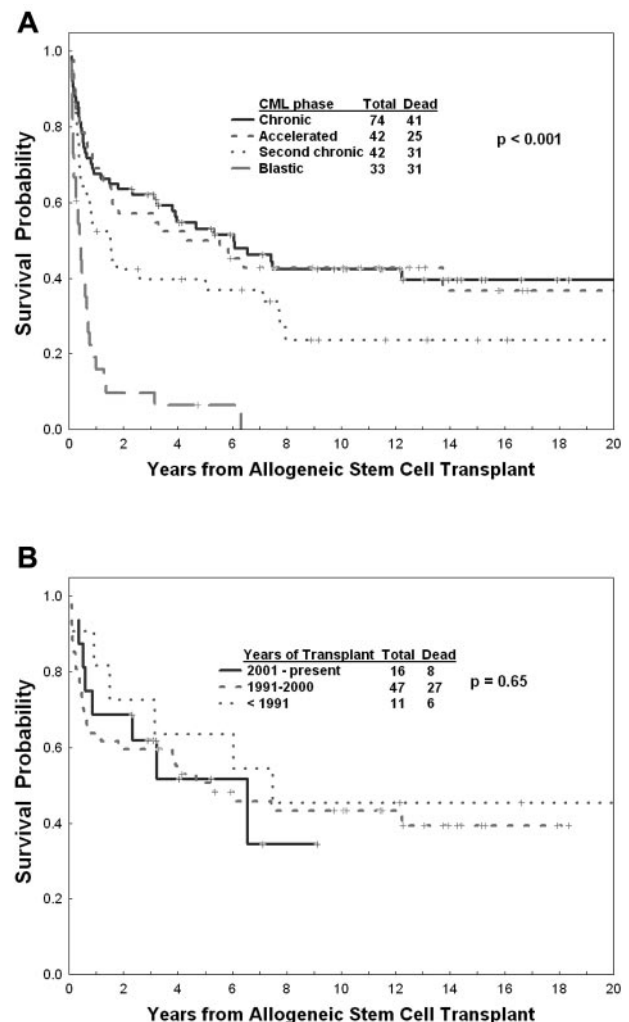 A
1.0
0.8
0.6
0.4
0.2
0.0
Survival Probability
CML phase Total Dead
Chronic 74 41
Accelerated 42 25
Second chronic 42 31
Blastic 33 31
p < 0.001
0 2 4 6 8 10 12 14 16 18 20
Years from Allogeneic Stem Cell Transplant
B
1.0
0.8
0.6
0.4
0.2
0.0
Survival Probability
Years of Transplant Total Dead
2001 - present 16 8
1991-2000 47 27
< 1991 11 6
p = 0.65
0 2 4 6 8 10 12 14 16 18 20
Years from Allogeneic Stem Cell Transplant